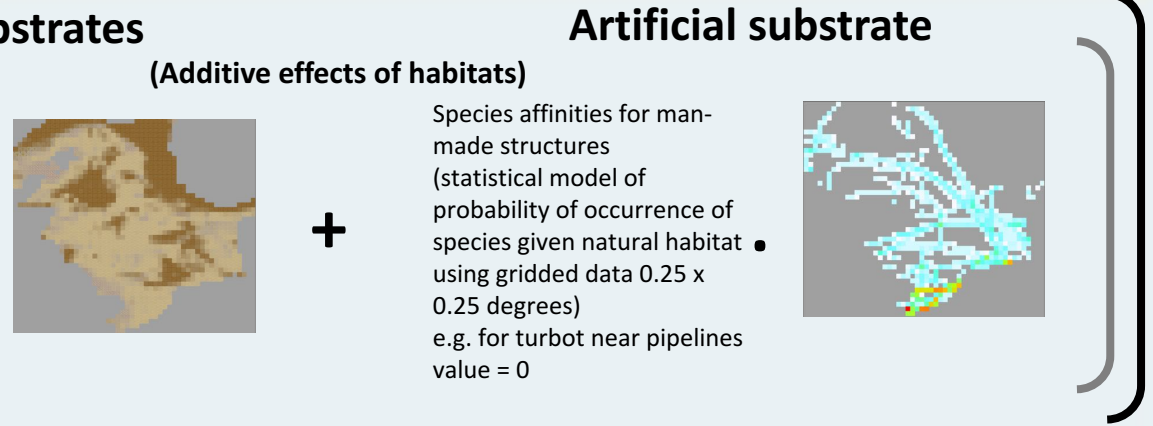 Artificial substrate
(Additive effects of habitats)
+
Species affinities for man-
made structures
(statistical model of
probability of occurrence of
species given natural habitat .
using gridded data 0.25 x
0.25 degrees)
e.g. for turbot near pipelines
value = 0